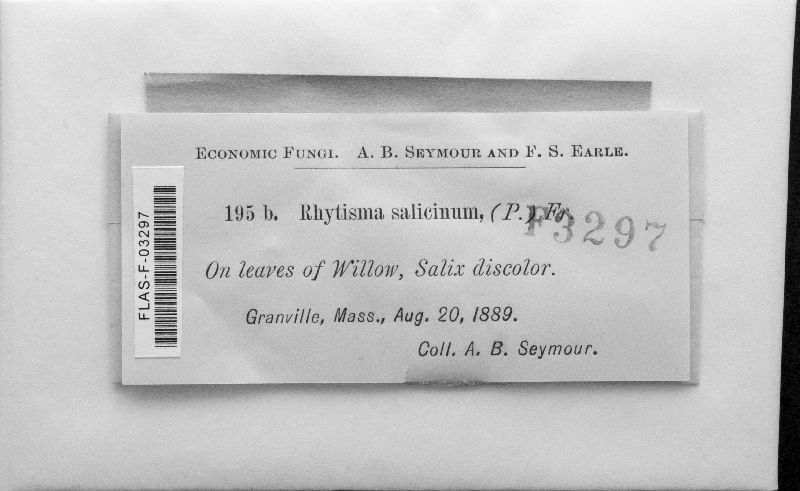 ECONOMIC FUNGI. A. B. SEYMOUR AND F. S. EARLE.
195 b. Rhytisma salicinum, (P.) Fr.
F3297
On leaves of Willow, Salix discolor.
Granville, Mass., Aug. 20, 1889.
Coll. A. B. Seymour.
FLAS-F-03297